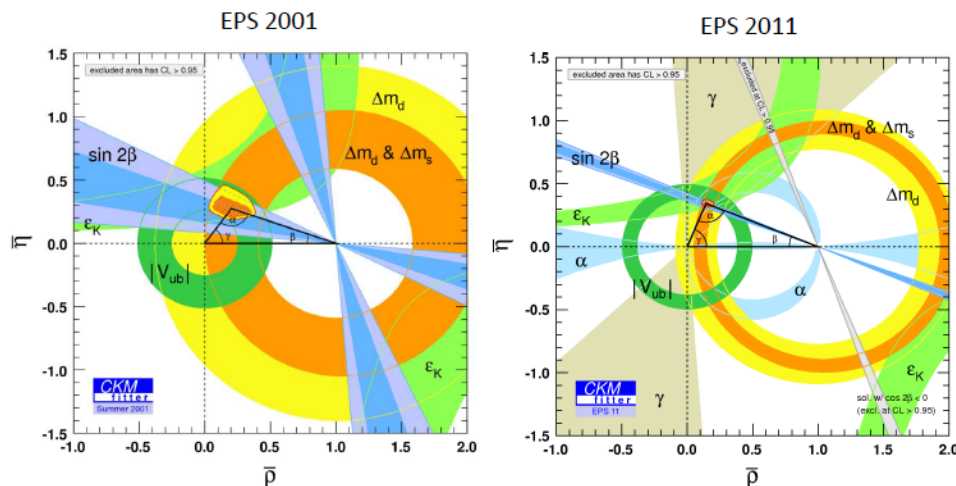 EPS 2001
excluded area has CL > 0.95
Δm_d
Δm_d & Δm_s
sin 2β
ε_K
α
γ
β
|V_ub|
ε_K
CKM
fitter
Summer 2001
1.5
1.0
0.5
0.0
-0.5
-1.0
-1.5
η̅
-1.0
-0.5
0.0
0.5
1.0
1.5
2.0
ρ̅
EPS 2011
excluded area has CL > 0.95
excluded at CL > 0.95
γ
Δm_d & Δm_s
sin 2β
Δm_d
ε_K
α
γ
β
α
α
|V_ub|
ε_K
γ
CKM
fitter
EPS 11
sol. w/ cos 2β < 0
(excl. at CL > 0.95)
1.5
1.0
0.5
0.0
-0.5
-1.0
-1.5
η̅
-1.0
-0.5
0.0
0.5
1.0
1.5
2.0
ρ̅